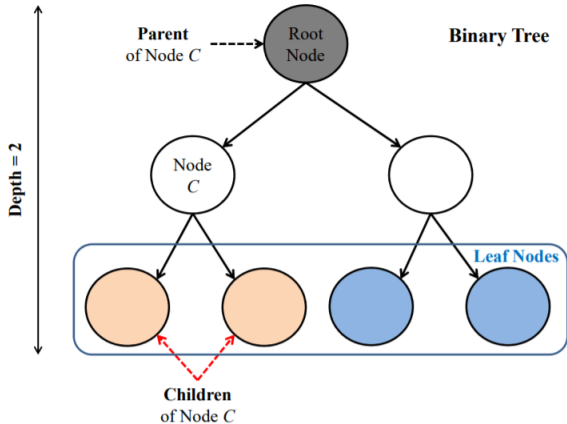 Parent
of Node C
Root
Node
Binary Tree
Depth = 2
Node
C
Leaf Nodes
Children
of Node C